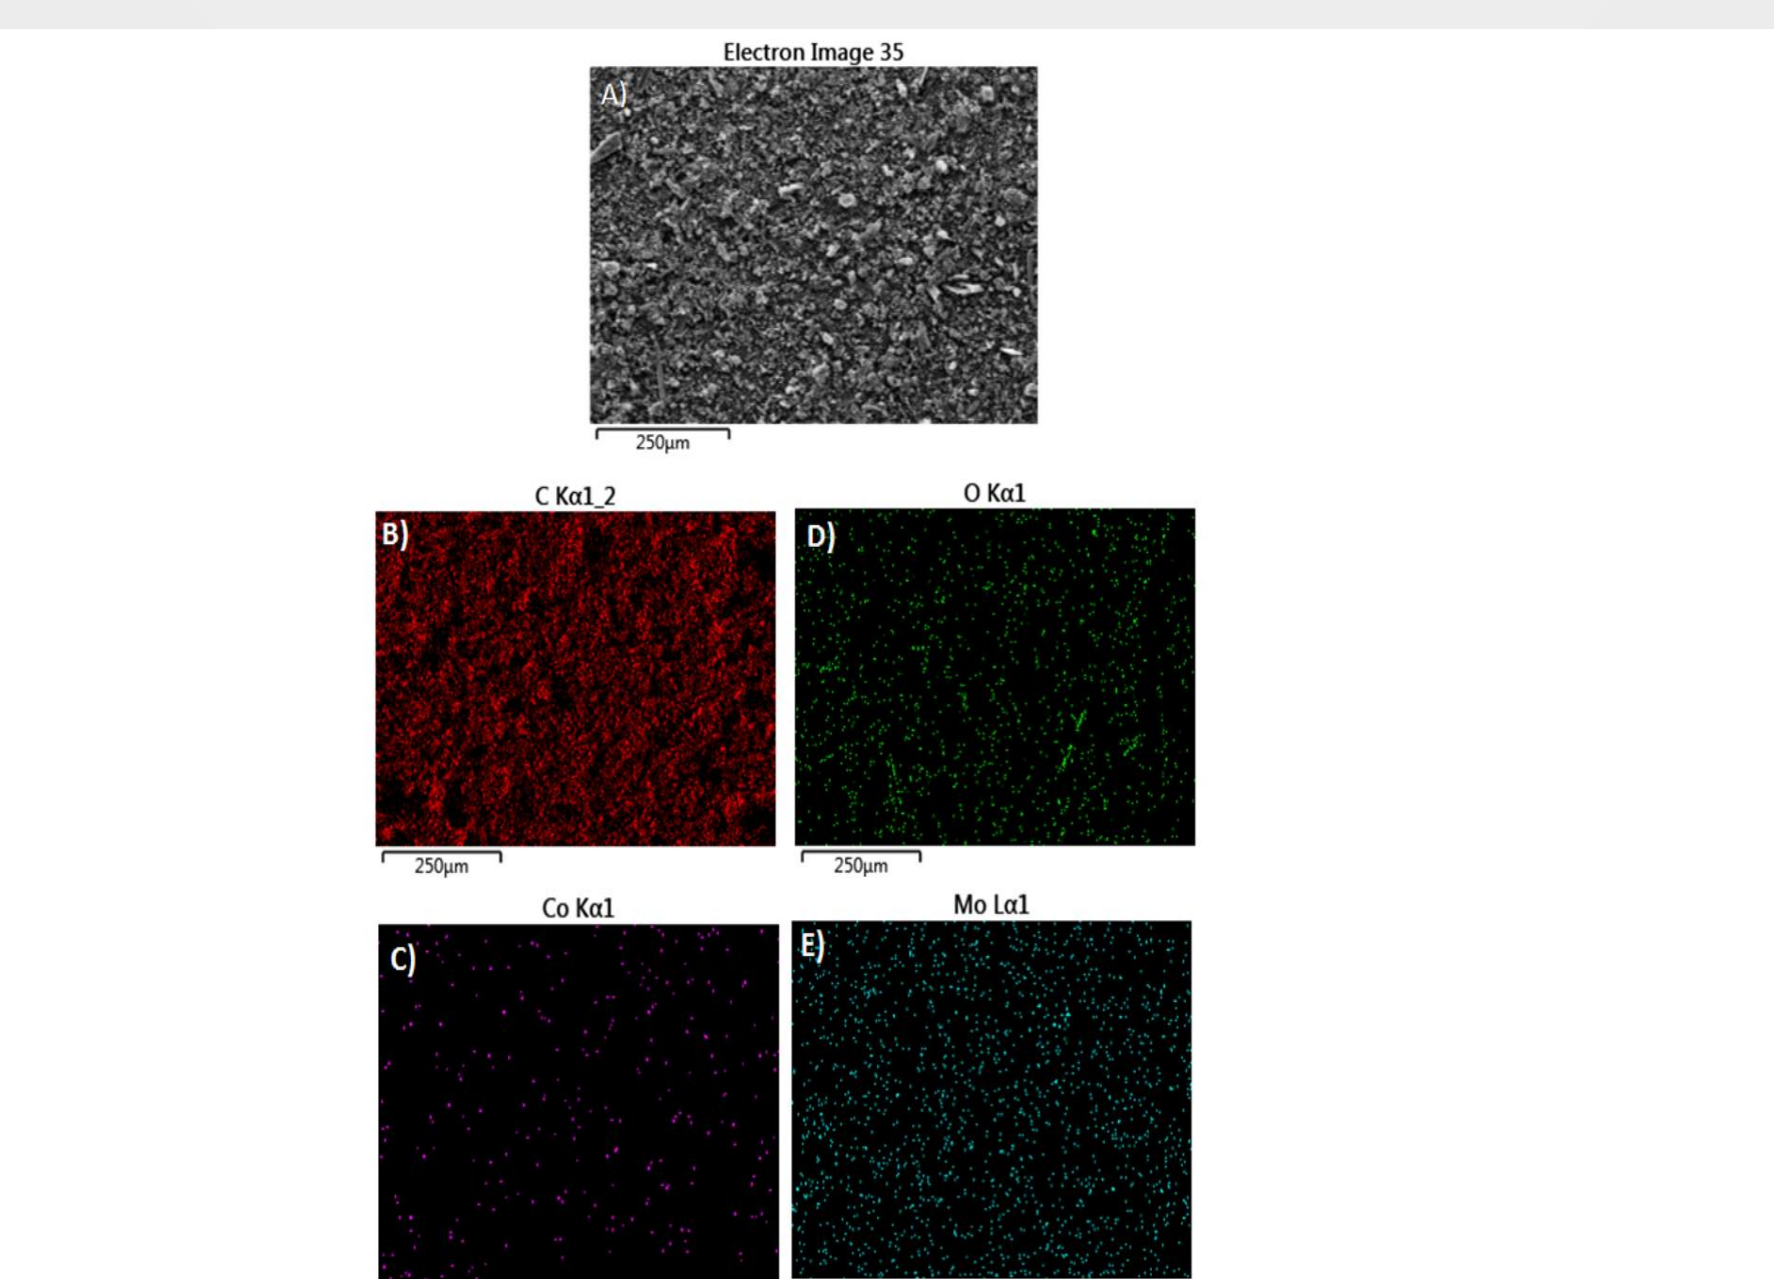 Electron Image 35
A)
250µm
C Kα1_2
O Kα1
B)
D)
250µm
250µm
Co Kα1
Mo Lα1
C)
E)